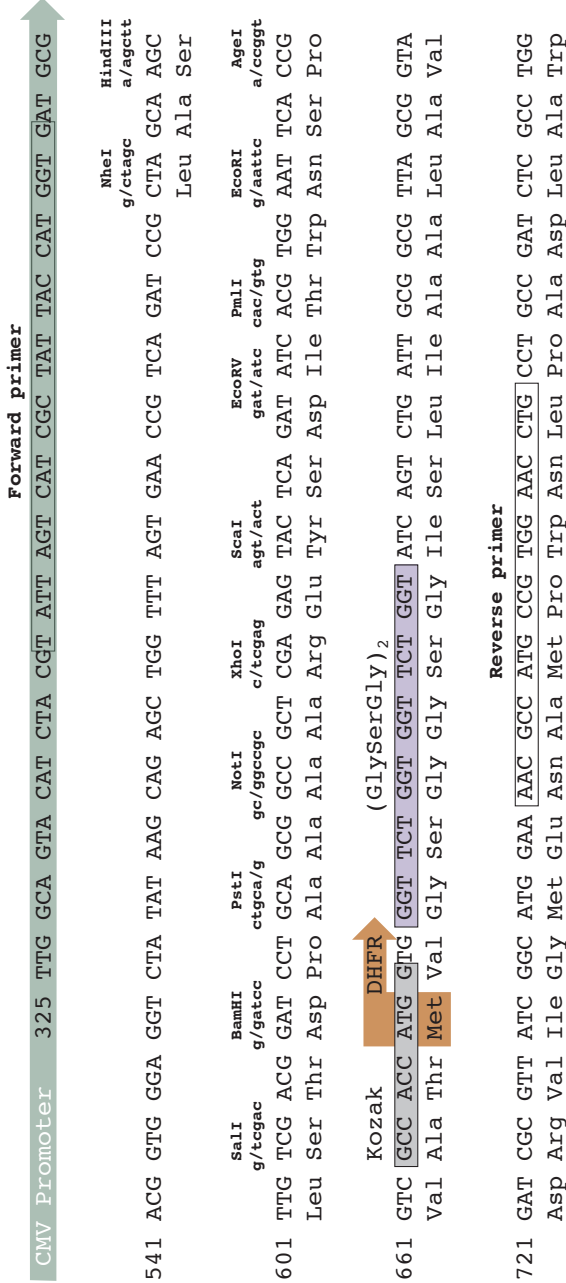 Forward primer
CMV Promoter 325 TTG GCA GTA CAT CTA CGT ATT AGT CAT CGC TAT TAC CAT GGT GAT GCG
NheI HindIII
g/ctagc a/agctt
541 ACG GTG GGA GGT CTA TAT AAG CAG AGC TGG TTT AGT GAA CCG TCA GAT CCG CTA GCA AGC
Leu Ala Ser
SalI BamHI PstI NotI XhoI ScaI EcoRV PmlI EcoRI AgeI
g/tcgac g/gatcc ctgca/g gc/ggccgc c/tcgag agt/act gat/atc cac/gtg g/aattc a/ccggt
601 TTG TCG ACG GAT CCT GCA GCG GCC GCT CGA GAG TAC TCA GAT ATC ACG TGG AAT TCA CCG
Leu Ser Thr Asp Pro Ala Ala Ala Ala Arg Glu Tyr Ser Asp Ile Thr Trp Asn Ser Pro
Kozak DHFR (GlySerGly)2
661 GTC GCC ACC ATG GTG GGT TCT GGT GGT TCT GGT ATC AGT CTG ATT GCG GCG TTA GCG GTA
Val Ala Thr Met Val Gly Ser Gly Gly Ser Gly Ile Ser Leu Ile Ala Ala Leu Ala Val
Reverse primer
721 GAT CGC GTT ATC GGC ATG GAA AAC GCC ATG CCG TGG AAC CTG CCT GCC GAT CTC GCC TGG
Asp Arg Val Ile Gly Met Glu Asn Ala Met Pro Trp Asn Leu Pro Ala Asp Leu Ala Trp